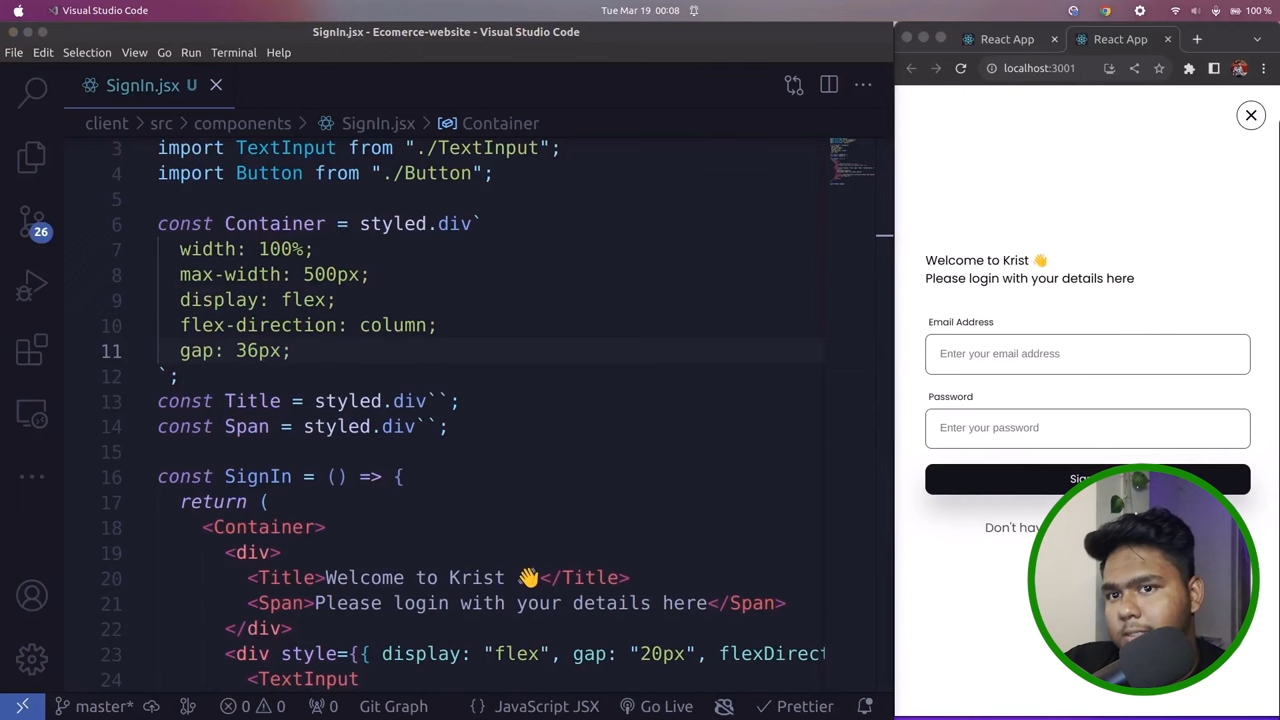 Visual Studio Code
Tue Mar 19 00:08
100 %
SignIn.jsx - Ecomerce-website - Visual Studio Code
File Edit Selection View Go Run Terminal Help
SignIn.jsx U
client > src > components > SignIn.jsx > Container
3 import TextInput from "./TextInput";
4 import Button from "./Button";
5
6 const Container = styled.div`
7 width: 100%;
8 max-width: 500px;
9 display: flex;
10 flex-direction: column;
11 gap: 36px;
12 `;
13 const Title = styled.div``;
14 const Span = styled.div``;
15
16 const SignIn = () => {
17 return (
18 <Container>
19 <div>
20 <Title>Welcome to Krist 👋</Title>
21 <Span>Please login with your details here</Span>
22 </div>
23 <div style={{ display: "flex", gap: "20px", flexDirect
24 <TextInput
26
master* 0 0 0 Git Graph { } JavaScript JSX Go Live Prettier
React App
React App
localhost:3001
Welcome to Krist 👋
Please login with your details here
Email Address
Enter your email address
Password
Enter your password
Sig
Don't hav